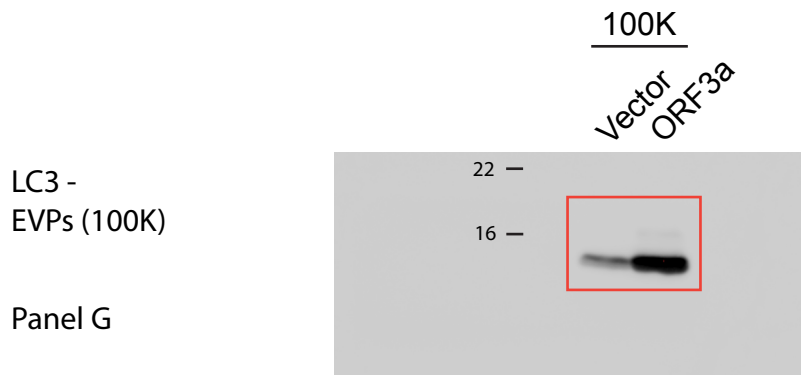 100K
Vector
ORF3a
LC3 -
EVPs (100K)
22
16
Panel G